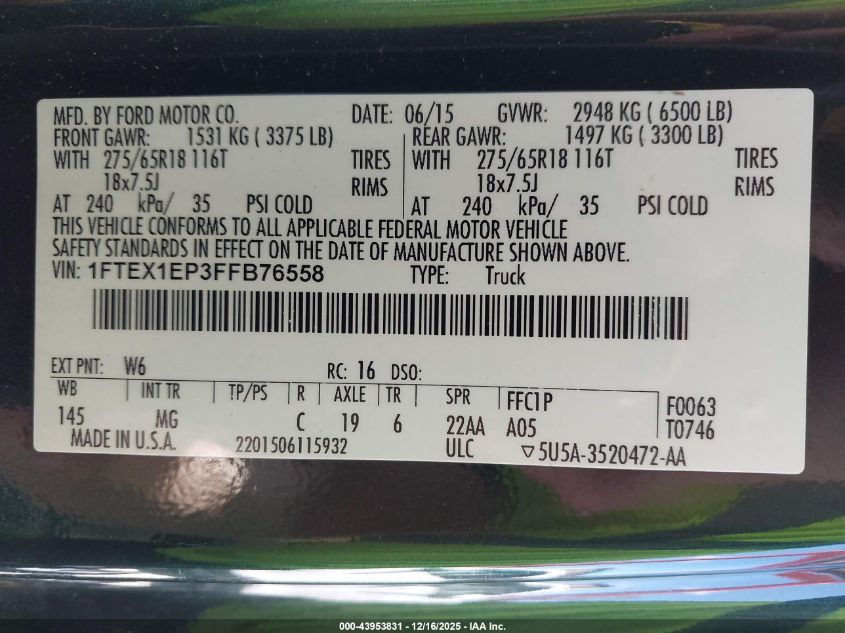 MFD. BY FORD MOTOR CO. DATE: 06/15 GVWR: 2948 KG ( 6500 LB)
FRONT GAWR: 1531 KG ( 3375 LB) REAR GAWR: 1497 KG ( 3300 LB)
WITH 275/65R18 116T TIRES WITH 275/65R18 116T TIRES
18x7.5J RIMS 18x7.5J RIMS
AT 240 kPa/ 35 PSI COLD AT 240 kPa/ 35 PSI COLD
THIS VEHICLE CONFORMS TO ALL APPLICABLE FEDERAL MOTOR VEHICLE
SAFETY STANDARDS IN EFFECT ON THE DATE OF MANUFACTURE SHOWN ABOVE.
VIN: 1FTEX1EP3FFB76558 TYPE: Truck
EXT PNT: W6 RC: 16 DSO:
WB INT TR TP/PS R AXLE TR SPR FFC1P F0063
145 MG C 19 6 22AA A05 T0746
MADE IN U.S.A. 2201506115932 ULC ▽5U5A-3520472-AA
000-43953831 - 12/16/2025 - IAA Inc.